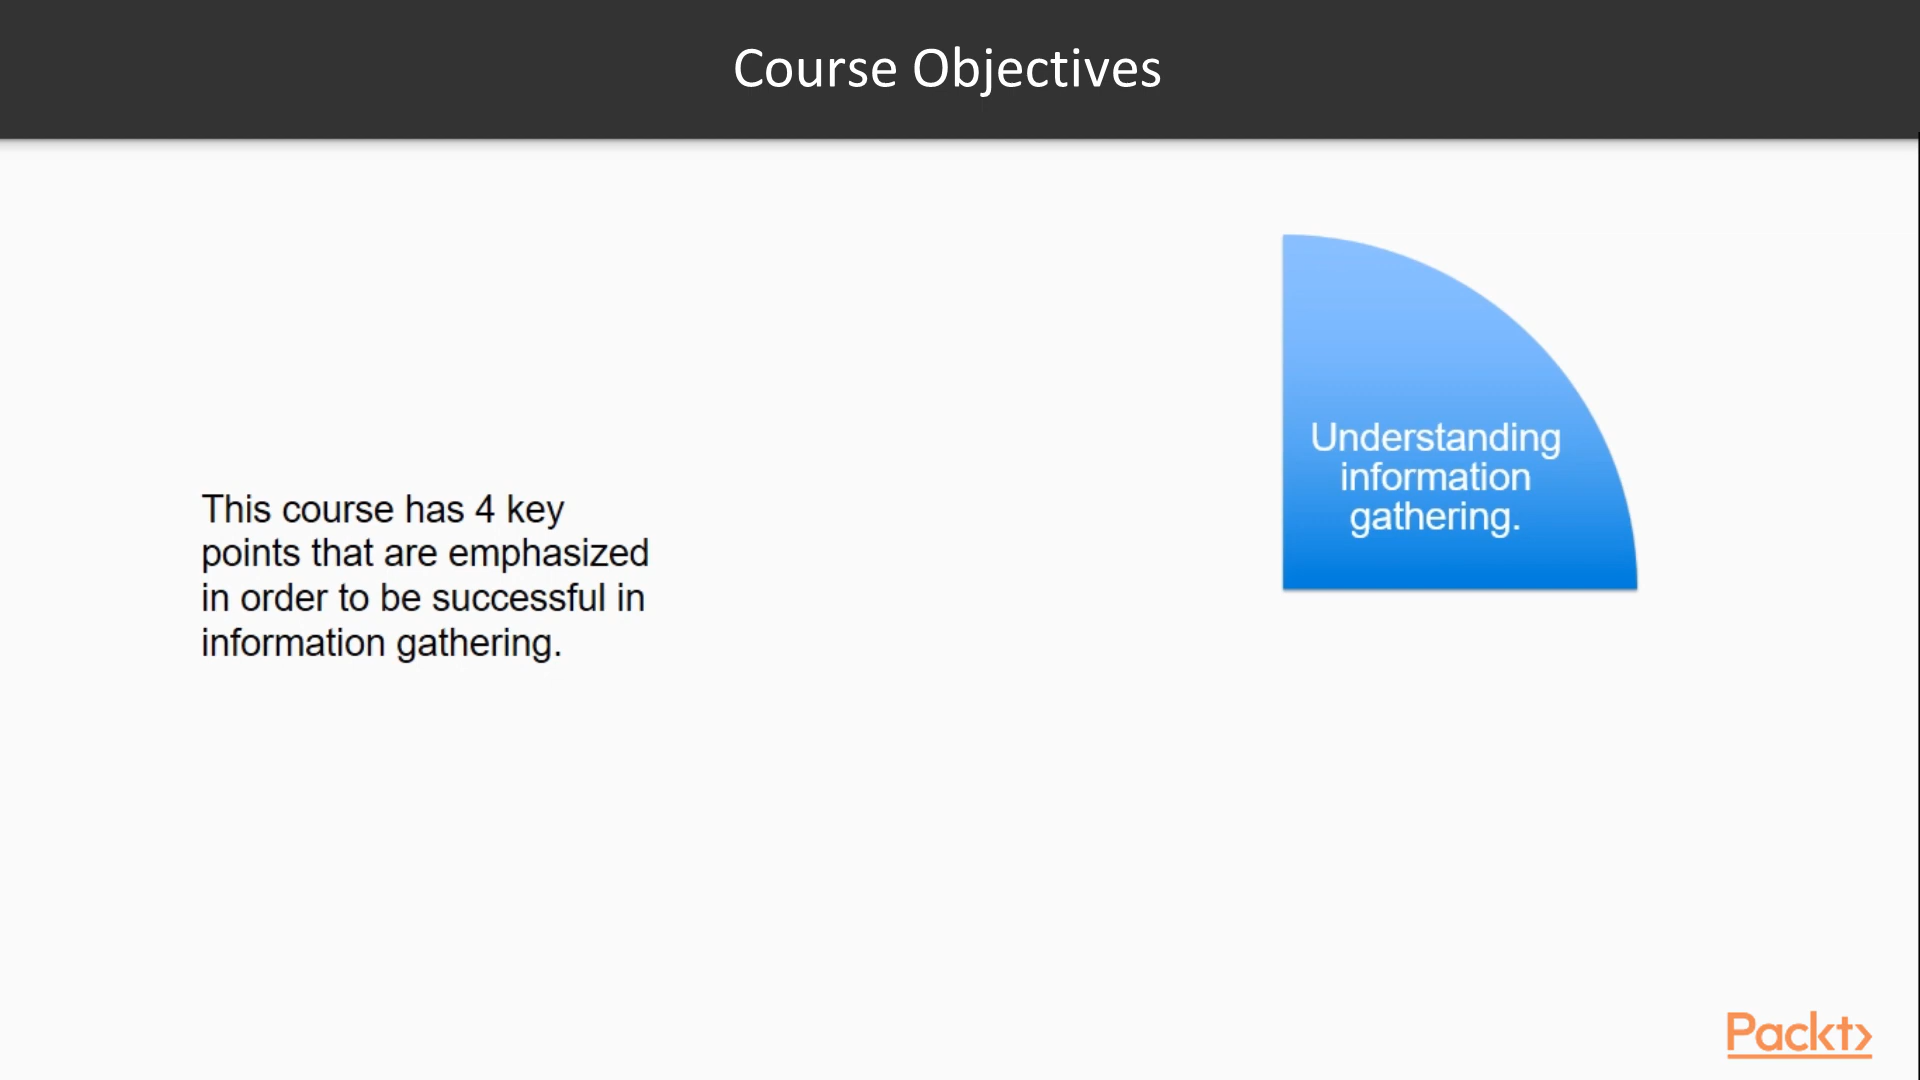 Course Objectives
This course has 4 key
points that are emphasized
in order to be successful in
information gathering.
Understanding
information
gathering.
Packt>